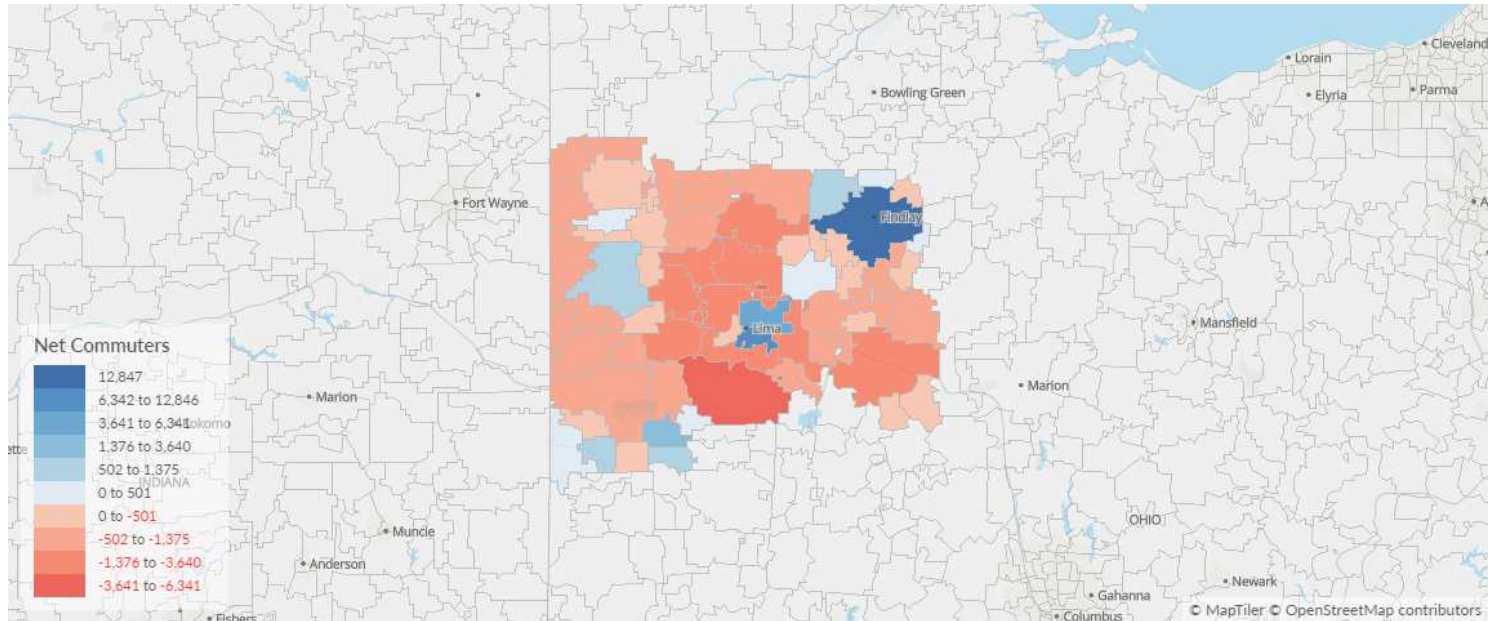 Cleveland
Lorain
Elyria
Parma
Bowling Green
Fort Wayne
Findlay
Lima
Mansfield
Marion
Marion
Kokomo
INDIANA
Muncie
Anderson
Fishers
OHIO
Newark
Gahanna
Columbus
Net Commuters
12,847
6,342 to 12,846
3,641 to 6,341
1,376 to 3,640
502 to 1,375
0 to 501
0 to -501
-502 to -1,375
-1,376 to -3,640
-3,641 to -6,341
© MapTiler © OpenStreetMap contributors